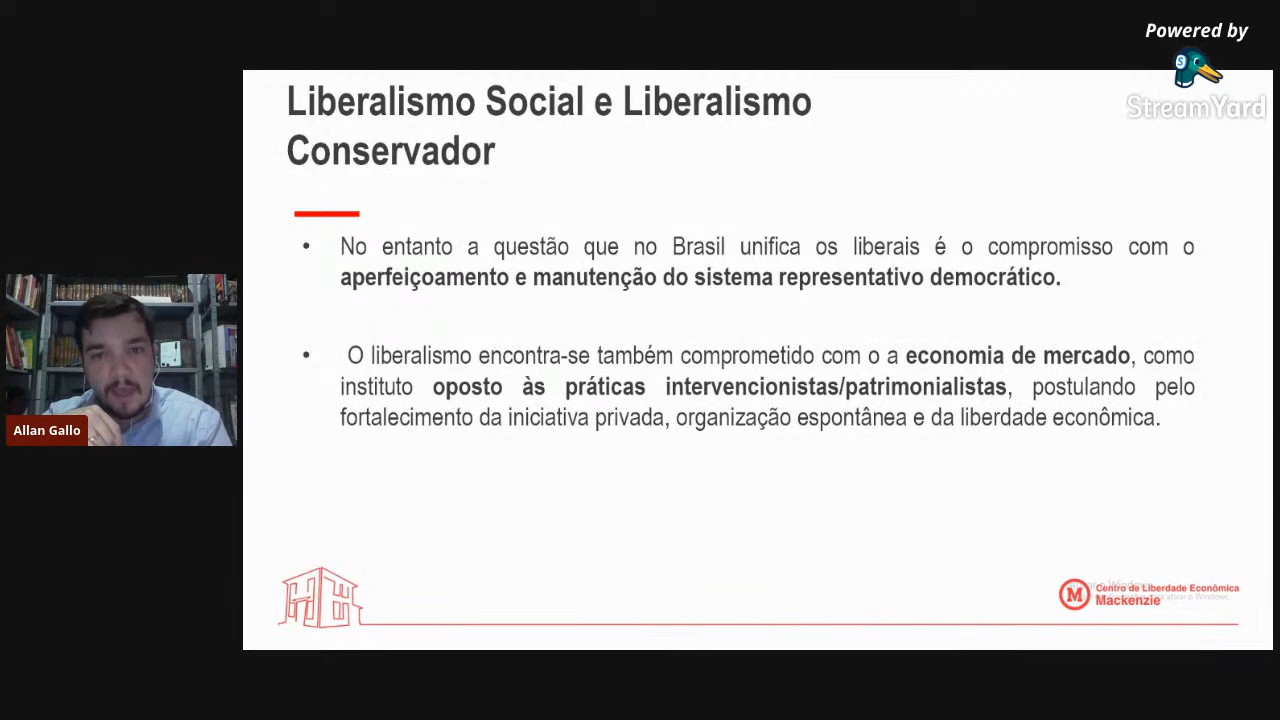 Powered by
StreamYard
Liberalismo Social e Liberalismo
Conservador
• No entanto a questão que no Brasil unifica os liberais é o compromisso com o
aperfeiçoamento e manutenção do sistema representativo democrático.
• O liberalismo encontra-se também comprometido com o a economia de mercado, como
instituto oposto às práticas intervencionistas/patrimonialistas, postulando pelo
fortalecimento da iniciativa privada, organização espontânea e da liberdade econômica.
Allan Gallo
M
Centro de Liberdade Econômica
Mackenzie